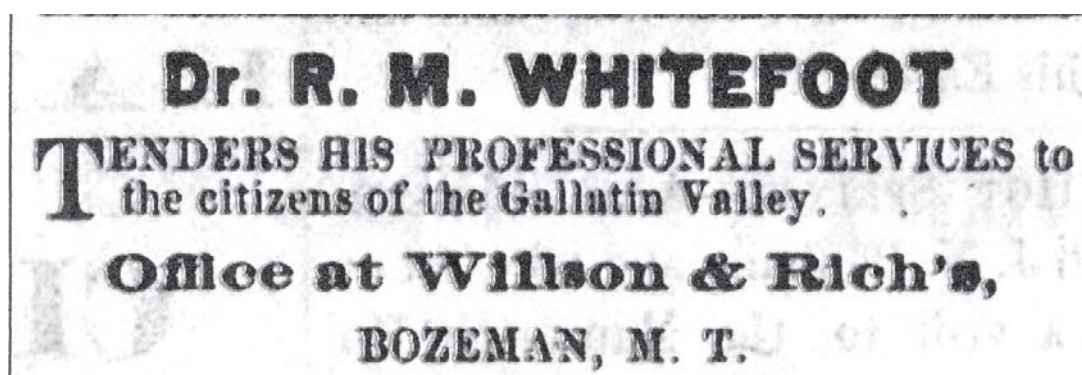 Dr. R. M. WHITEFOOT
TENDERS HIS PROFESSIONAL SERVICES to
the citizens of the Gallatin Valley.
Office at Willson & Rich's,
BOZEMAN, M. T.